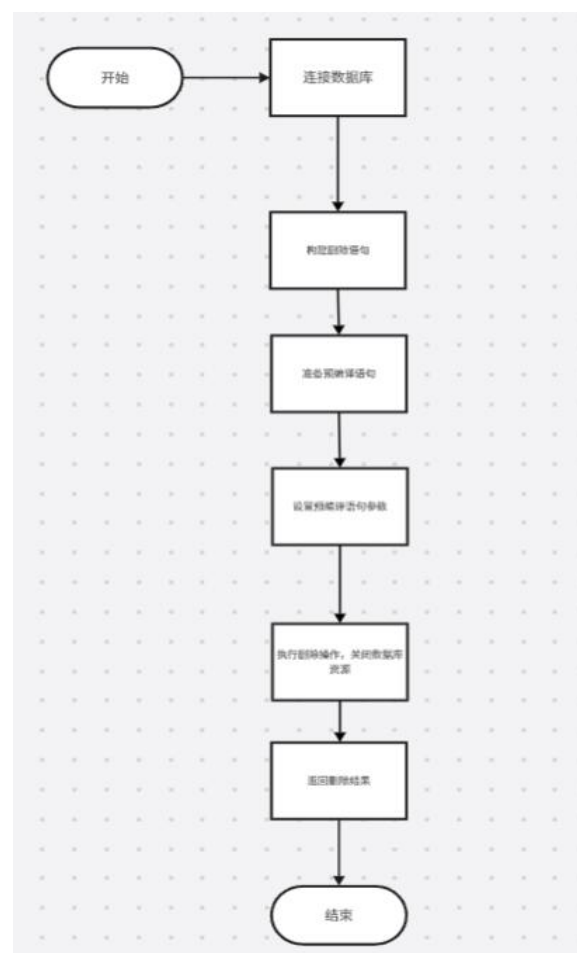 开始
连接数据库
构建删除语句
准备预编译语句
设置预编译语句参数
执行删除操作，关闭数据库
资源
返回删除结果
结束